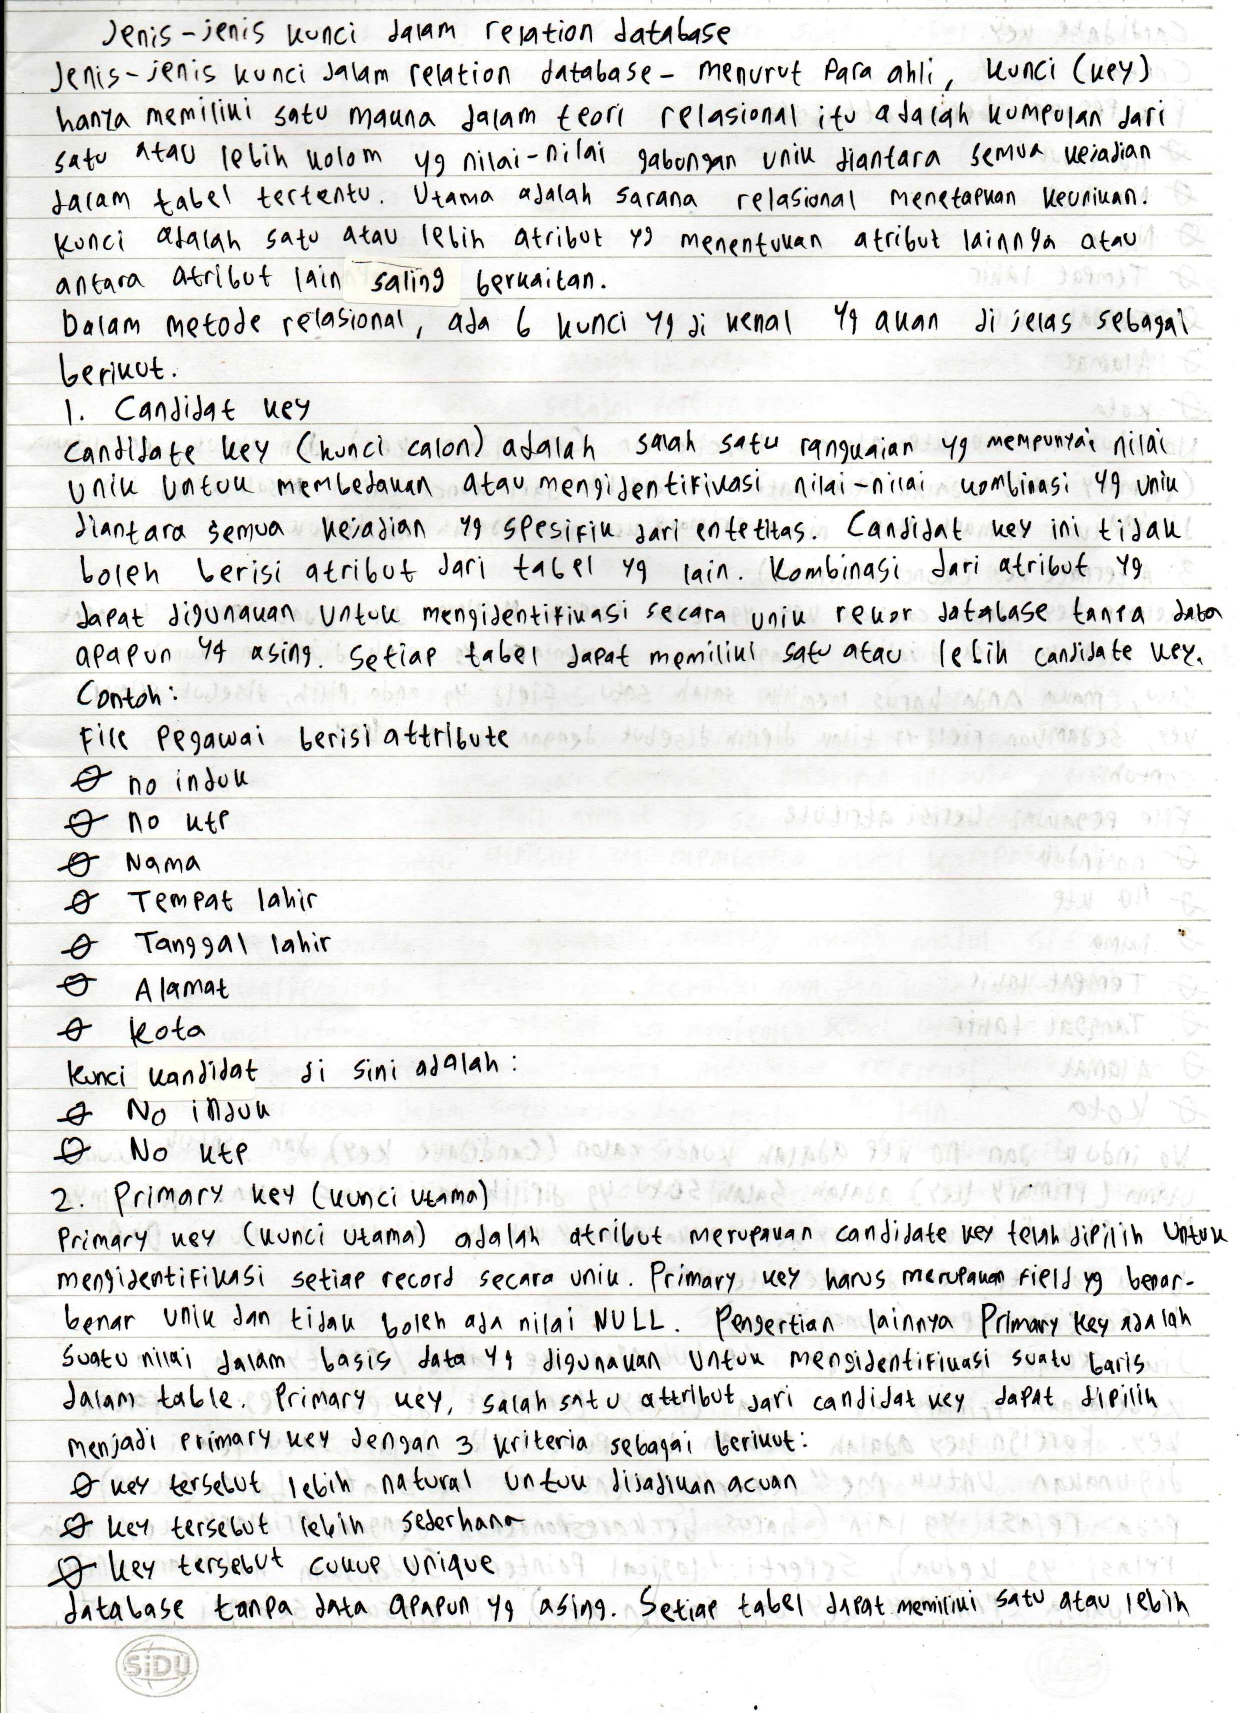 Jenis-jenis kunci dalam relation database
Jenis-jenis kunci dalam relation database - menurut Para ahli, kunci (key)
hanya memiliki satu makna dalam teori relasional itu adalah kumpulan dari
satu atau lebih kolom yg nilai-nilai gabungan unik diantara semua kejadian
dalam tabel tertentu. Utama adalah sarana relasional menetapkan keunikan.
Kunci adalah satu atau lebih atribut yg menentukan atribut lainnya atau
antara atribut lain saling berkaitan.
Dalam metode relasional, ada 6 kunci yg di kenal yg akan di jelas sebagai
berikut.
1. Candidat key
Candidate key (kunci calon) adalah salah satu rangkaian yg mempunyai nilai
unik untuk membedakan atau mengidentifikasi nilai-nilai kombinasi yg unik
diantara semua kejadian yg spesifik dari entetitas. Candidat key ini tidak
boleh berisi atribut dari tabel yg lain. Kombinasi dari atribut yg
dapat digunakan untuk mengidentifikasi secara unik rekor database tanpa data
apapun yg asing. Setiap tabel dapat memiliki satu atau lebih candidate key.
Contoh:
File Pegawai berisi attribute
no induk
no ktp
Nama
Tempat lahir
Tanggal lahir
Alamat
Kota
Kunci kandidat di sini adalah:
No induk
No ktp
2. Primary key (kunci utama)
Primary key (kunci utama) adalah atribut merupakan candidate key telah dipilih untuk
mengidentifikasi setiap record secara unik. Primary key harus merupakan field yg benar-
benar unik dan tidak boleh ada nilai NULL. Pengertian lainnya Primary key adalah
suatu nilai dalam basis data yg digunakan untuk mengidentifikasi suatu baris
dalam table. Primary key, salah satu attribut dari candidat key dapat dipilih
menjadi primary key dengan 3 kriteria sebagai berikut:
key tersebut lebih natural untuk dijadikan acuan
key tersebut lebih sederhana
key tersebut cukup unique
database tanpa data apapun yg asing. Setiap tabel dapat memiliki satu atau lebih
SiDU